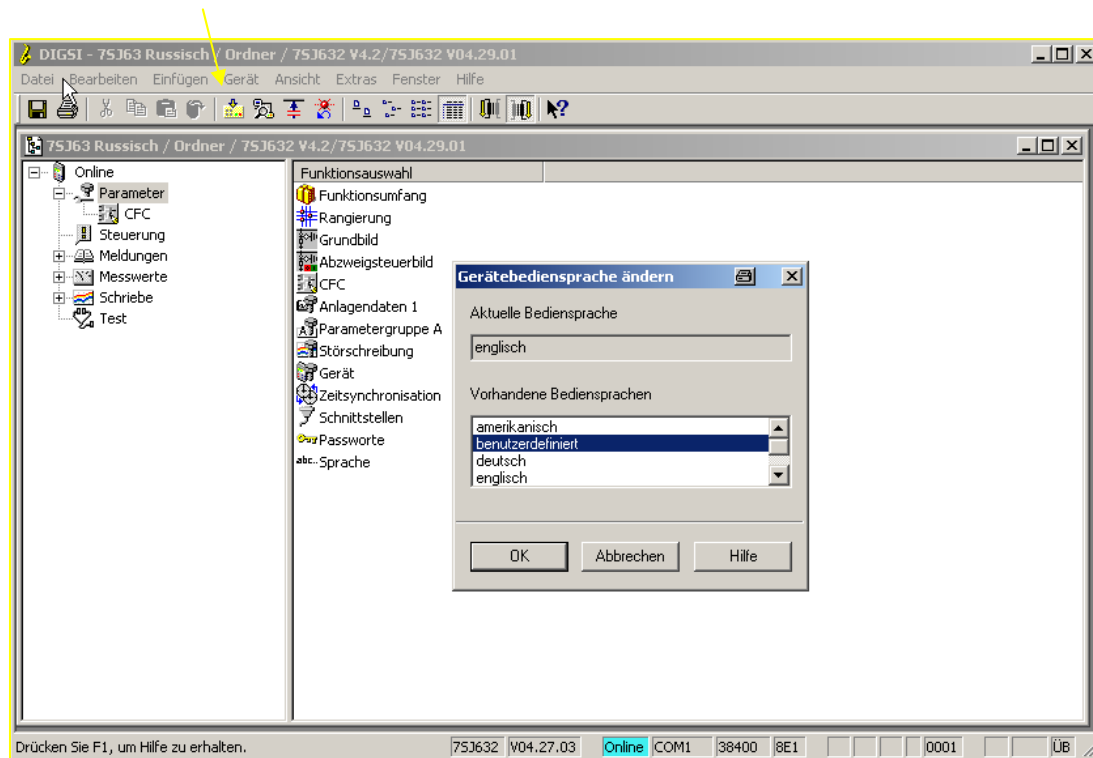 DIGSI - 7SJ63 Russisch / Ordner / 7SJ632 V4.2/7SJ632 V04.29.01
Datei Bearbeiten Einfügen Gerät Ansicht Extras Fenster Hilfe
7SJ63 Russisch / Ordner / 7SJ632 V4.2/7SJ632 V04.29.01
Online
Parameter
CFC
Steuerung
Meldungen
Messwerte
Schriebe
Test
Funktionsauswahl
Funktionsumfang
Rangierung
Grundbild
Abzweigsteuerbild
CFC
Anlagendaten 1
Parametergruppe A
Störschreibung
Gerät
Zeitsynchronisation
Schnittstellen
Passworte
abc.. Sprache
Gerätebediensprache ändern
Aktuelle Bediensprache
englisch
Vorhandene Bediensprachen
amerikanisch
benutzerdefiniert
deutsch
englisch
OK Abbrechen Hilfe
Drücken Sie F1, um Hilfe zu erhalten. 7SJ632 V04.27.03 Online COM1 38400 8E1 0001 ÜB